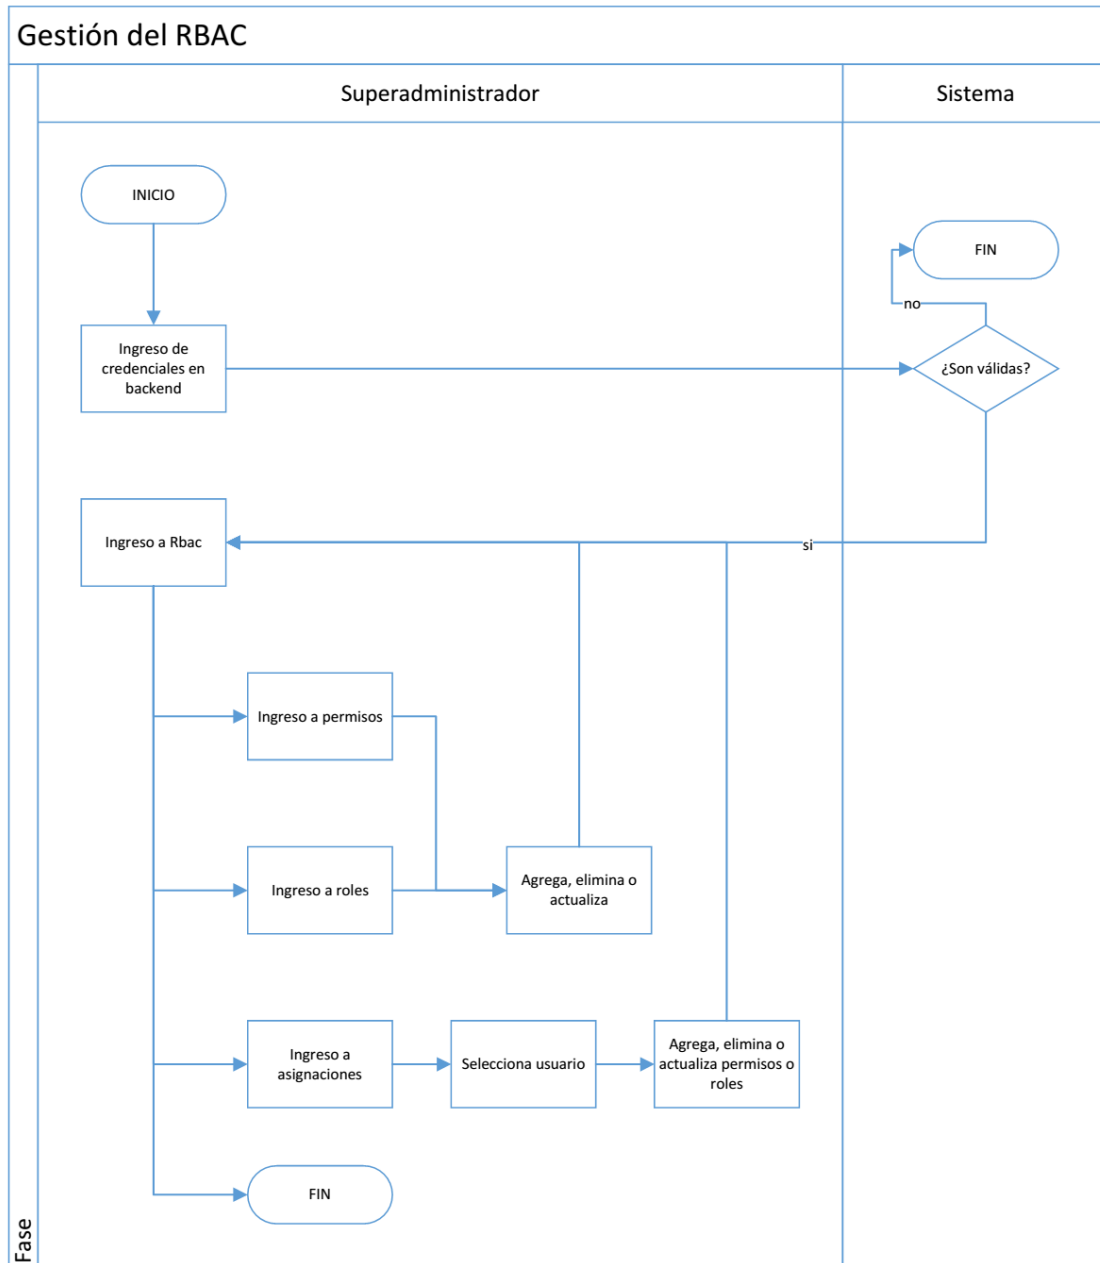 Gestión del RBAC
Superadministrador
Sistema
INICIO
FIN
no
Ingreso de
credenciales en
backend
¿Son válidas?
Ingreso a Rbac
si
Ingreso a permisos
Ingreso a roles
Agrega, elimina o
actualiza
Ingreso a
asignaciones
Selecciona usuario
Agrega, elimina o
actualiza permisos o
roles
FIN
Fase